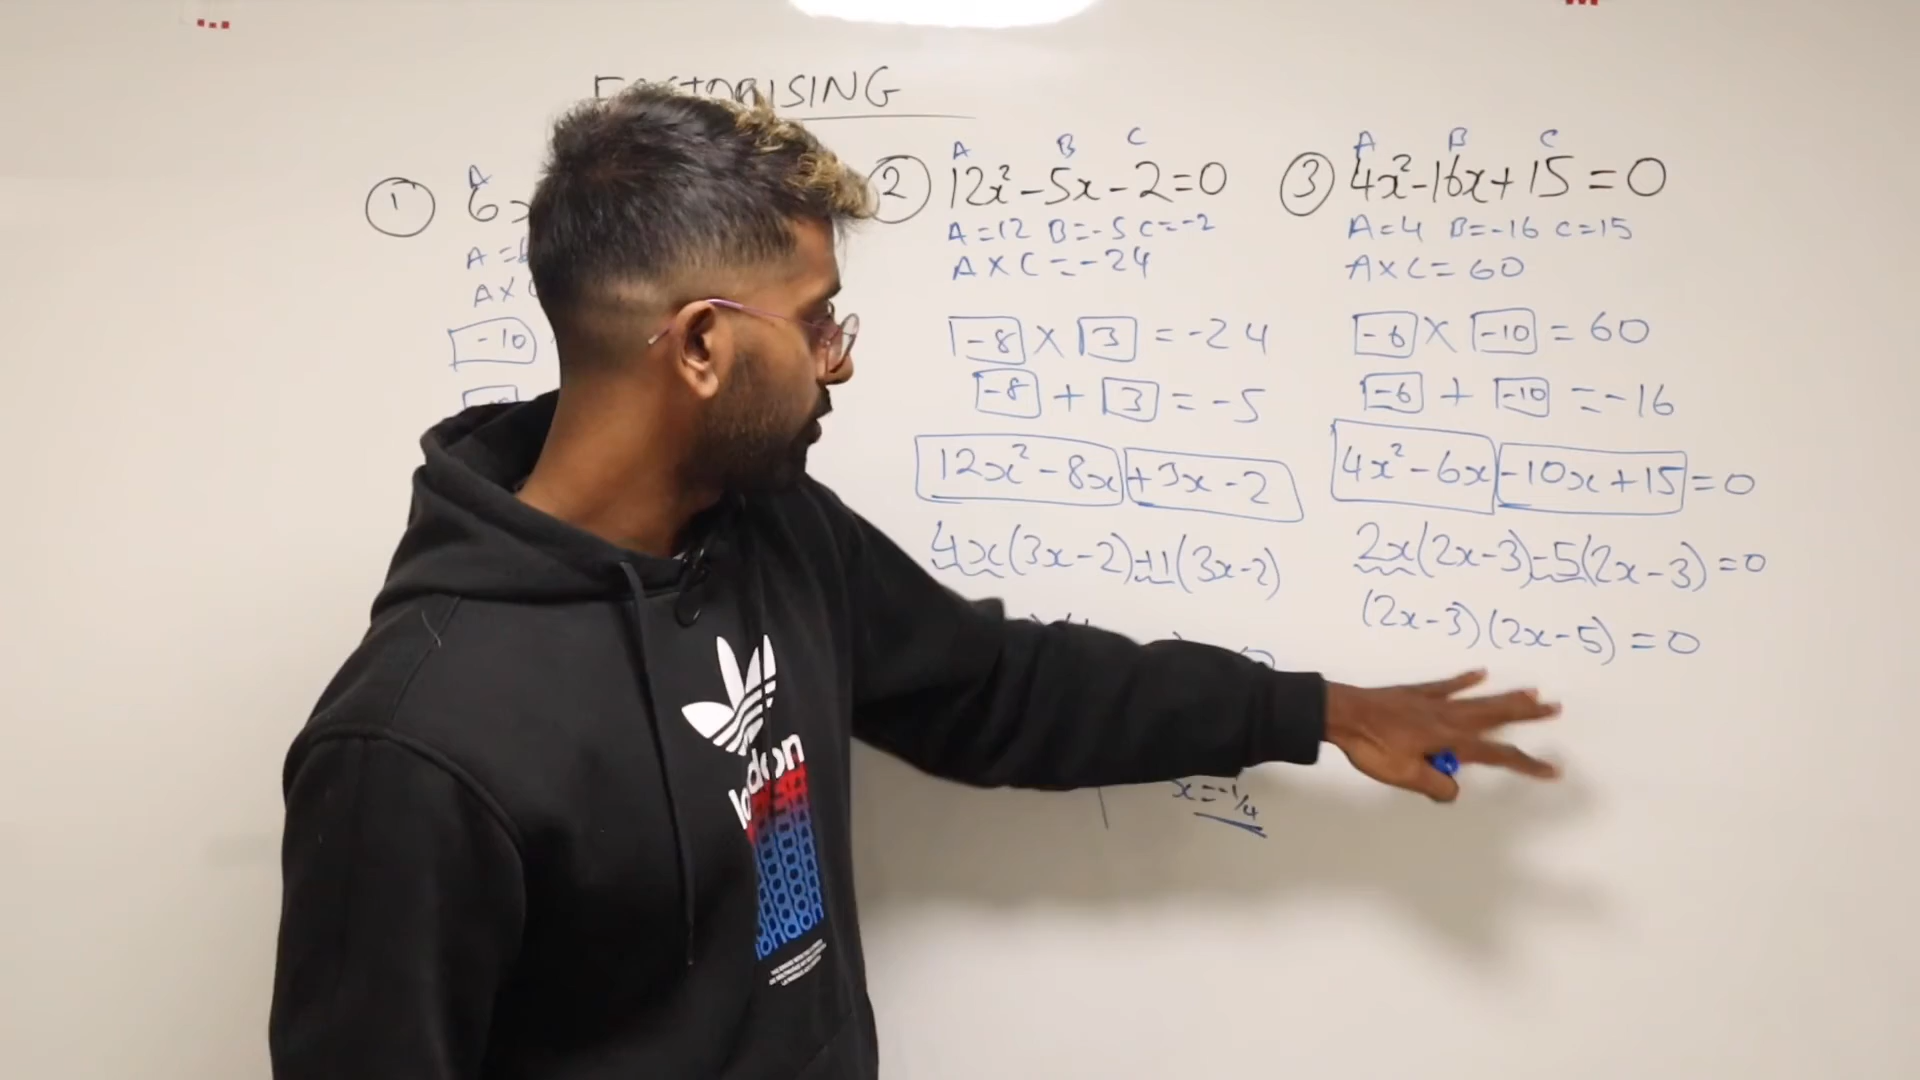 FACTORISING
①
A
6
A =
A X
-10
②
A B C
12x² - 5x - 2 = 0
A = 12 B = -5 C = -2
A X C = -24
-8 X 3 = -24
-8 + 3 = -5
12x² - 8x + 3x - 2
4x(3x - 2) + 1(3x - 2)
x = -1/4
③
A B C
4x² - 16x + 15 = 0
A = 4 B = -16 C = 15
A X C = 60
-6 X -10 = 60
-6 + -10 = -16
4x² - 6x - 10x + 15 = 0
2x(2x - 3) - 5(2x - 3) = 0
(2x - 3)(2x - 5) = 0
london
london